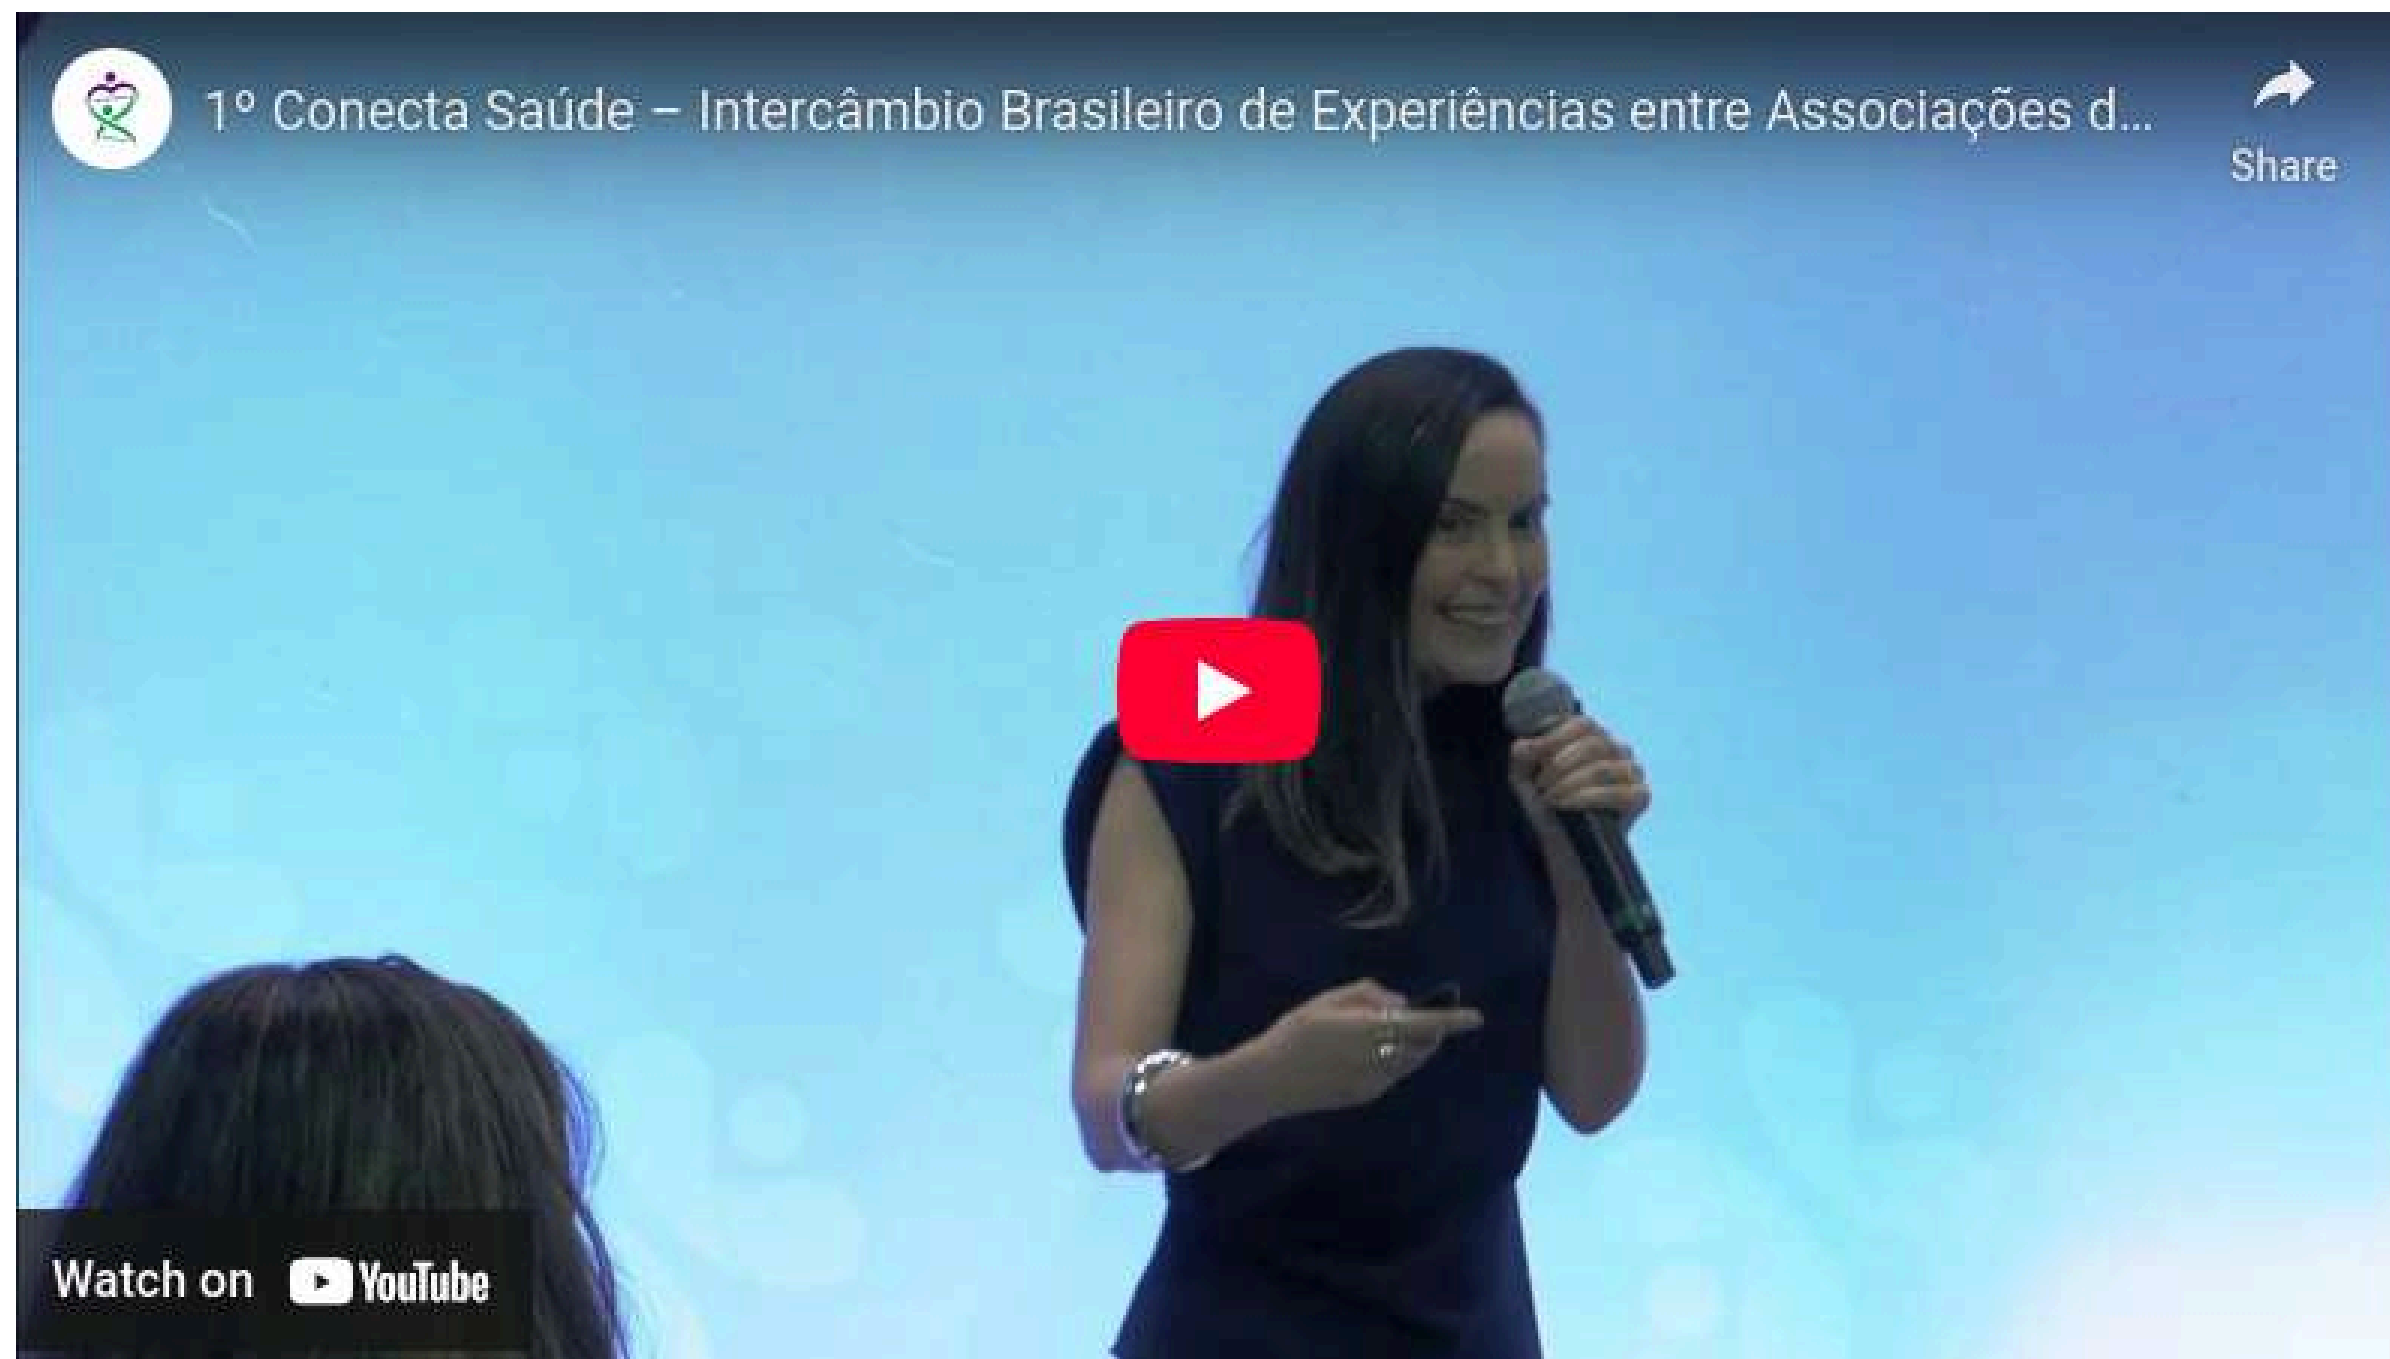 1º Conecta Saúde – Intercâmbio Brasileiro de Experiências entre Associações d...
Share
Watch on YouTube